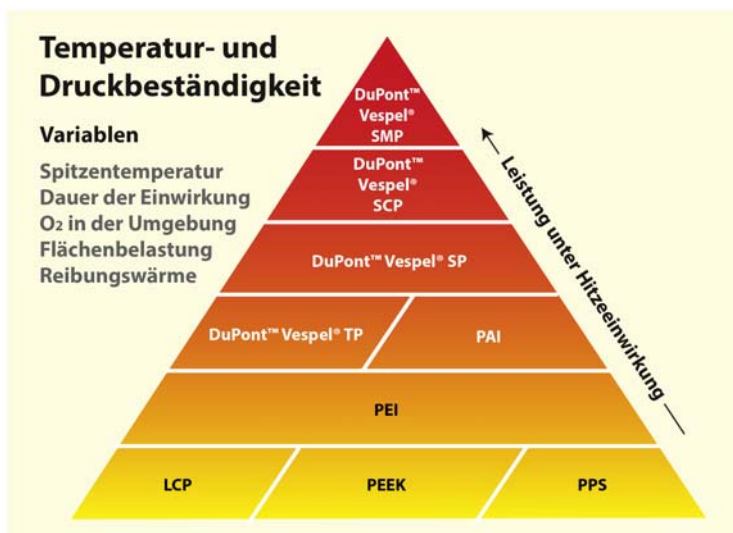 Temperatur- und
Druckbeständigkeit
Variablen
Spitzentemperatur
Dauer der Einwirkung
O₂ in der Umgebung
Flächenbelastung
Reibungswärme
DuPont™
Vespel®
SMP
DuPont™
Vespel®
SCP
DuPont™ Vespel® SP
DuPont™ Vespel® TP
PAI
PEI
LCP
PEEK
PPS
Leistung unter Hitzeeinwirkung